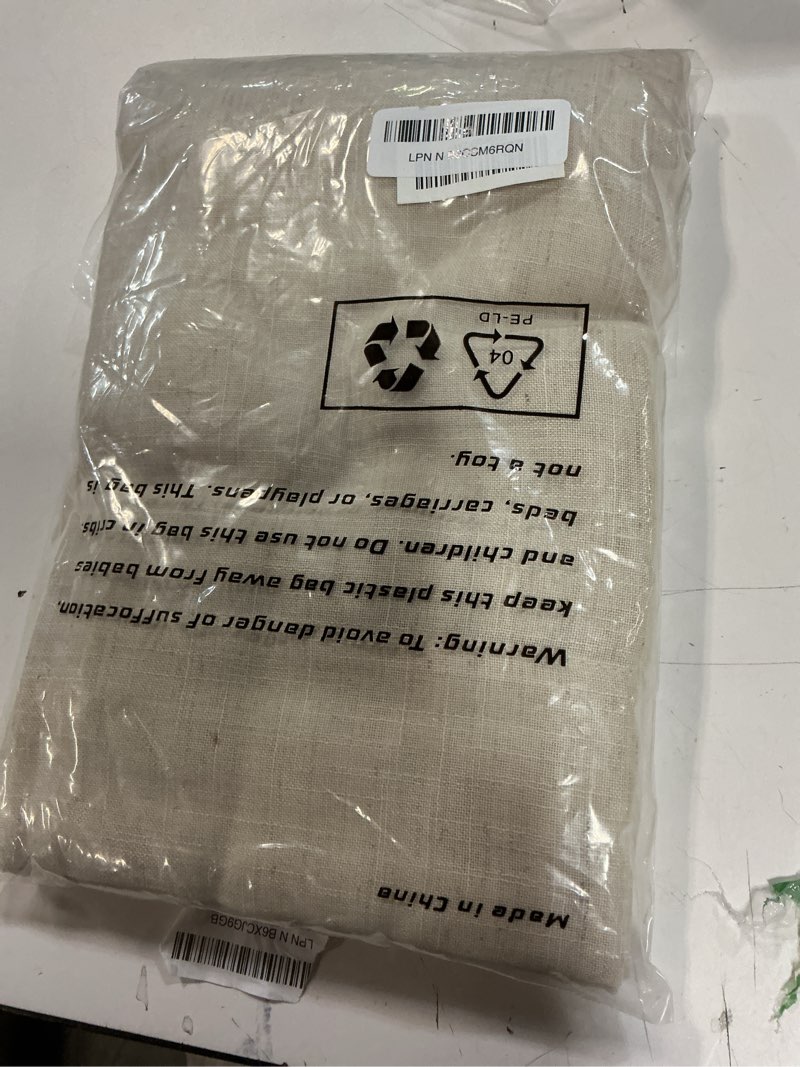 LPN N
Made in China
Warning: To avoid danger of suffocation,
keep this plastic bag away from babies
and children. Do not use this bag in cribs.
beds, carriages, or playpens. This bag is
not a toy.
04
PE-LD
LPN N B6XCJG9GB